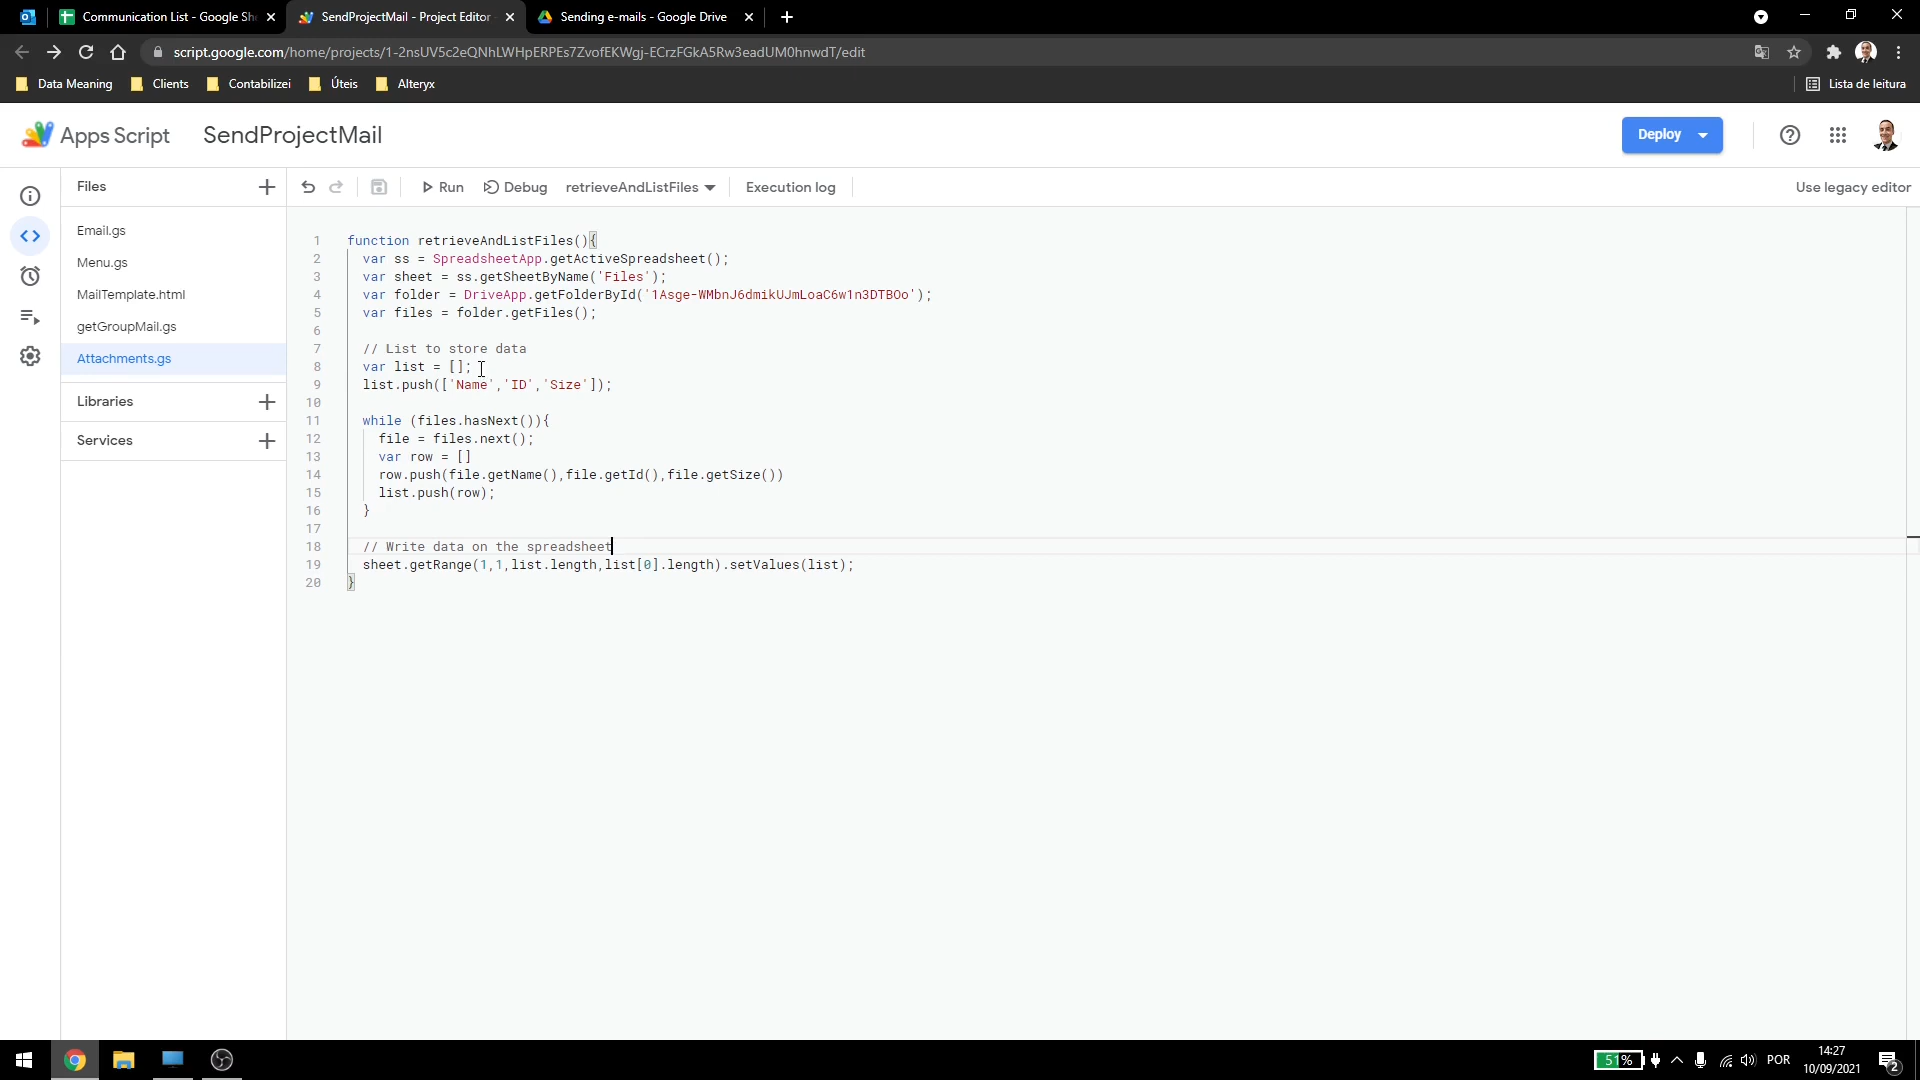 Communication List - Google Sh
SendProjectMail - Project Editor
Sending e-mails - Google Drive
script.google.com/home/projects/1-2nsUV5c2eQNhLWHpERPEs7ZvofEKWgj-ECrzFGkA5Rw3eadUM0hnwdT/edit
Data Meaning
Clients
Contabilizei
Úteis
Alteryx
Lista de leitura
Apps Script
SendProjectMail
Deploy
Files
Run
Debug
retrieveAndListFiles
Execution log
Use legacy editor
Email.gs
Menu.gs
MailTemplate.html
getGroupMail.gs
Attachments.gs
Libraries
Services
1 function retrieveAndListFiles(){
2 var ss = SpreadsheetApp.getActiveSpreadsheet();
3 var sheet = ss.getSheetByName('Files');
4 var folder = DriveApp.getFolderById('1Asge-WMbnJ6dmikUJmLoaC6w1n3DTBOo');
5 var files = folder.getFiles();
6
7 // List to store data
8 var list = [];
9 list.push(['Name','ID','Size']);
10
11 while (files.hasNext()){
12 file = files.next();
13 var row = []
14 row.push(file.getName(),file.getId(),file.getSize())
15 list.push(row);
16 }
17
18 // Write data on the spreadsheet
19 sheet.getRange(1,1,list.length,list[0].length).setValues(list);
20 }
51%
POR
14:27
10/09/2021
2